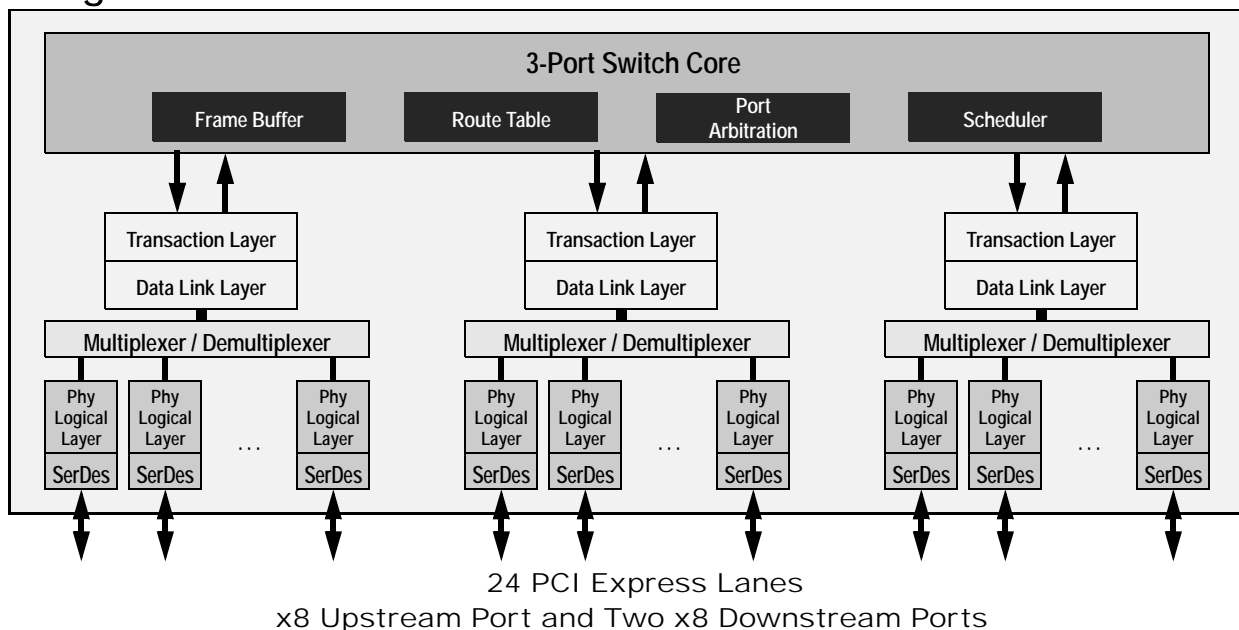 3-Port Switch Core
Frame Buffer
Route Table
Port
Arbitration
Scheduler
Transaction Layer
Data Link Layer
Multiplexer / Demultiplexer
Phy
Logical
Layer
SerDes
Phy
Logical
Layer
SerDes
...
Phy
Logical
Layer
SerDes
Transaction Layer
Data Link Layer
Multiplexer / Demultiplexer
Phy
Logical
Layer
SerDes
Phy
Logical
Layer
SerDes
...
Phy
Logical
Layer
SerDes
Transaction Layer
Data Link Layer
Multiplexer / Demultiplexer
Phy
Logical
Layer
SerDes
Phy
Logical
Layer
SerDes
...
Phy
Logical
Layer
SerDes
24 PCI Express Lanes
x8 Upstream Port and Two x8 Downstream Ports